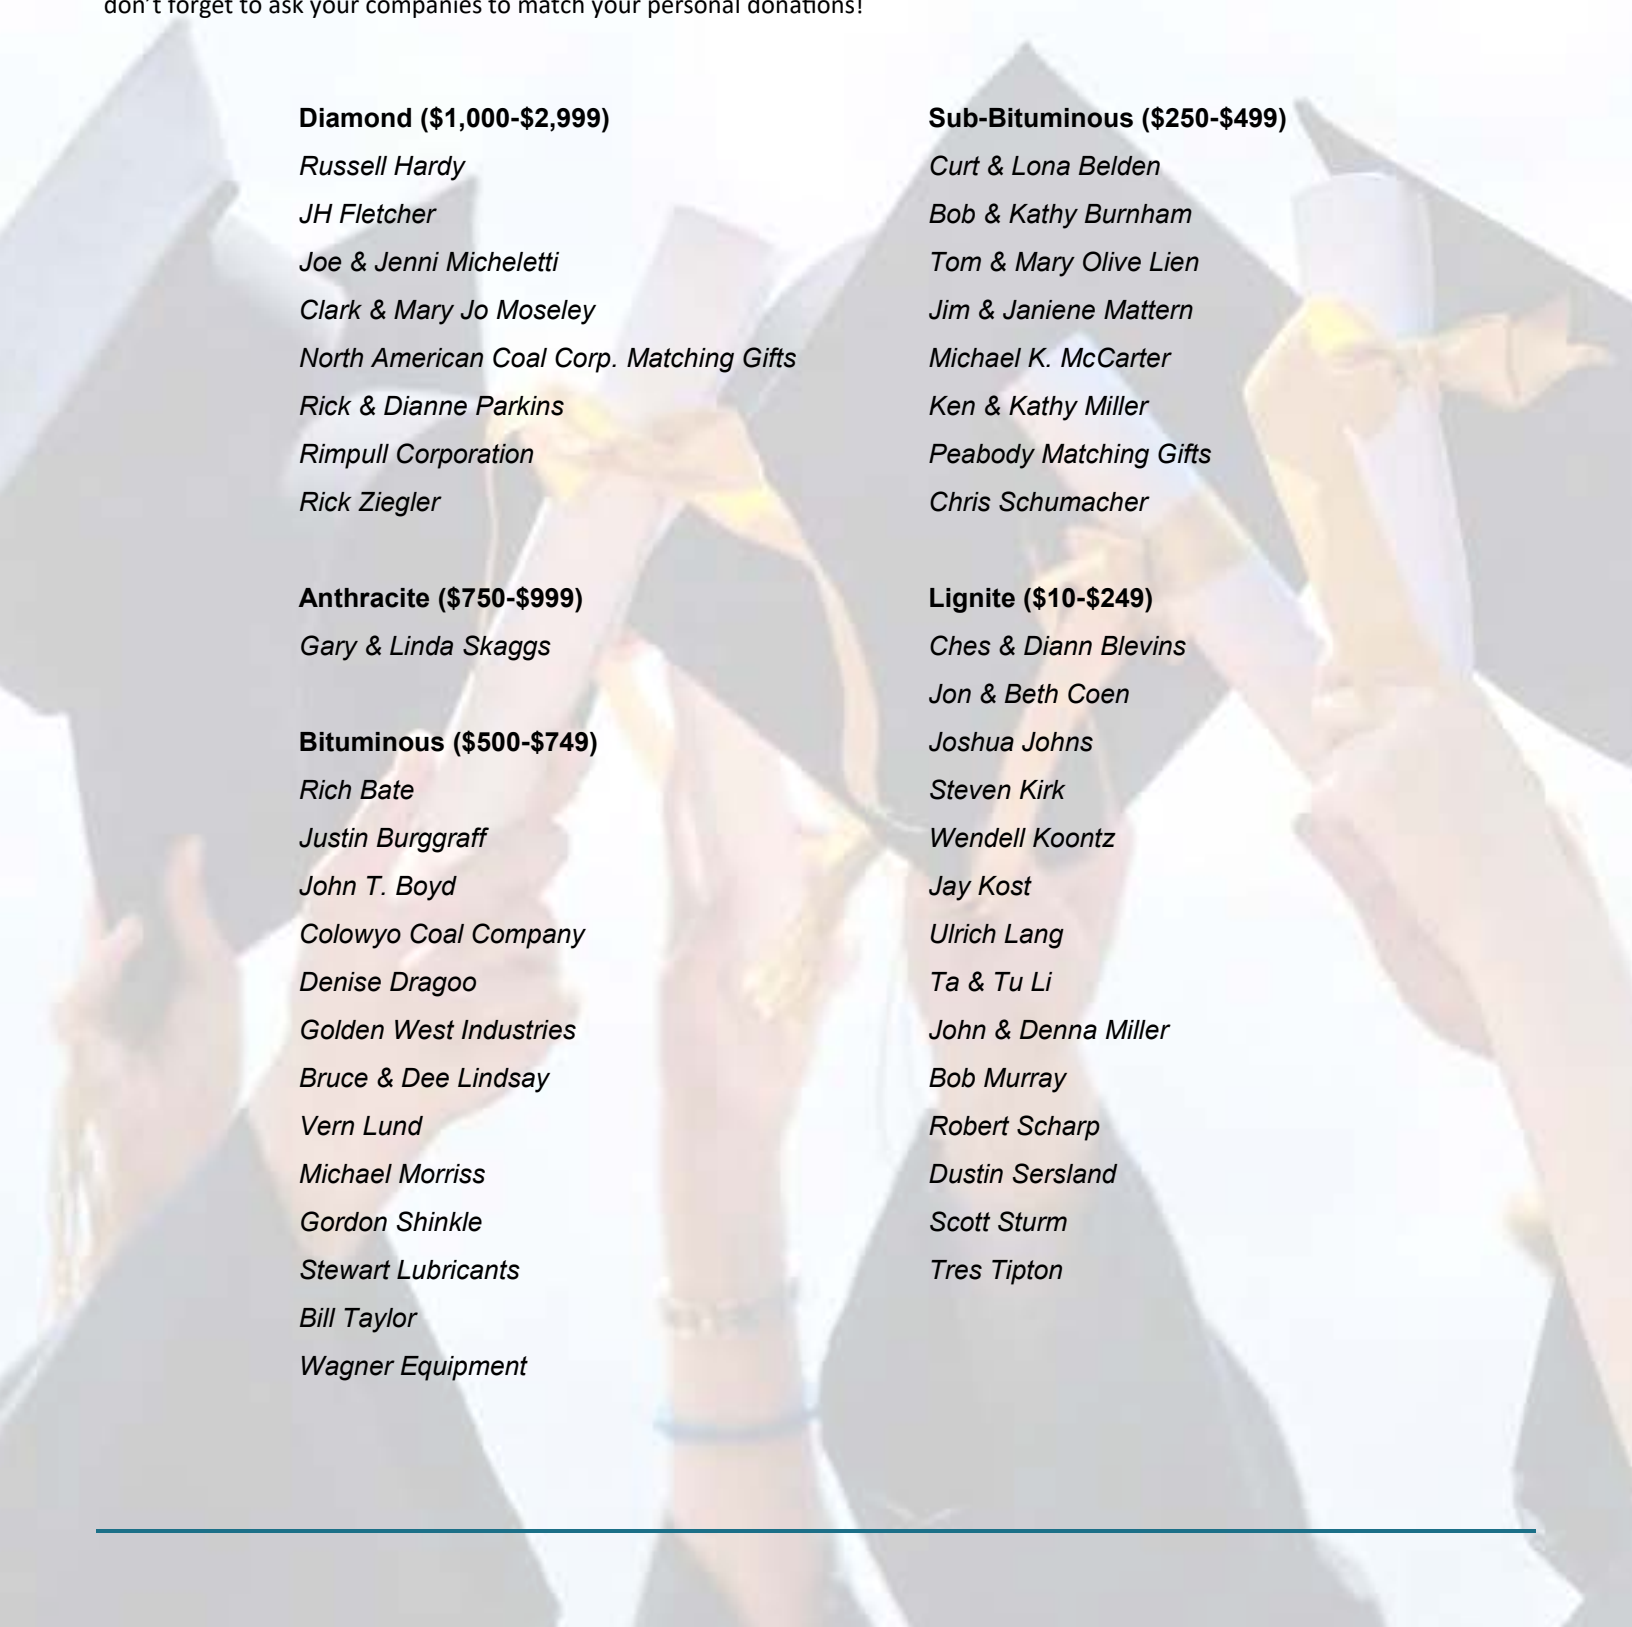 don't forget to ask your companies to match your personal donations!
Diamond ($1,000-$2,999)
Russell Hardy
JH Fletcher
Joe & Jenni Micheletti
Clark & Mary Jo Moseley
North American Coal Corp. Matching Gifts
Rick & Dianne Parkins
Rimpull Corporation
Rick Ziegler
Anthracite ($750-$999)
Gary & Linda Skaggs
Bituminous ($500-$749)
Rich Bate
Justin Burggraff
John T. Boyd
Colowyo Coal Company
Denise Dragoo
Golden West Industries
Bruce & Dee Lindsay
Vern Lund
Michael Morriss
Gordon Shinkle
Stewart Lubricants
Bill Taylor
Wagner Equipment
Sub-Bituminous ($250-$499)
Curt & Lona Belden
Bob & Kathy Burnham
Tom & Mary Olive Lien
Jim & Janiene Mattern
Michael K. McCarter
Ken & Kathy Miller
Peabody Matching Gifts
Chris Schumacher
Lignite ($10-$249)
Ches & Diann Blevins
Jon & Beth Coen
Joshua Johns
Steven Kirk
Wendell Koontz
Jay Kost
Ulrich Lang
Ta & Tu Li
John & Denna Miller
Bob Murray
Robert Scharp
Dustin Sersland
Scott Sturm
Tres Tipton